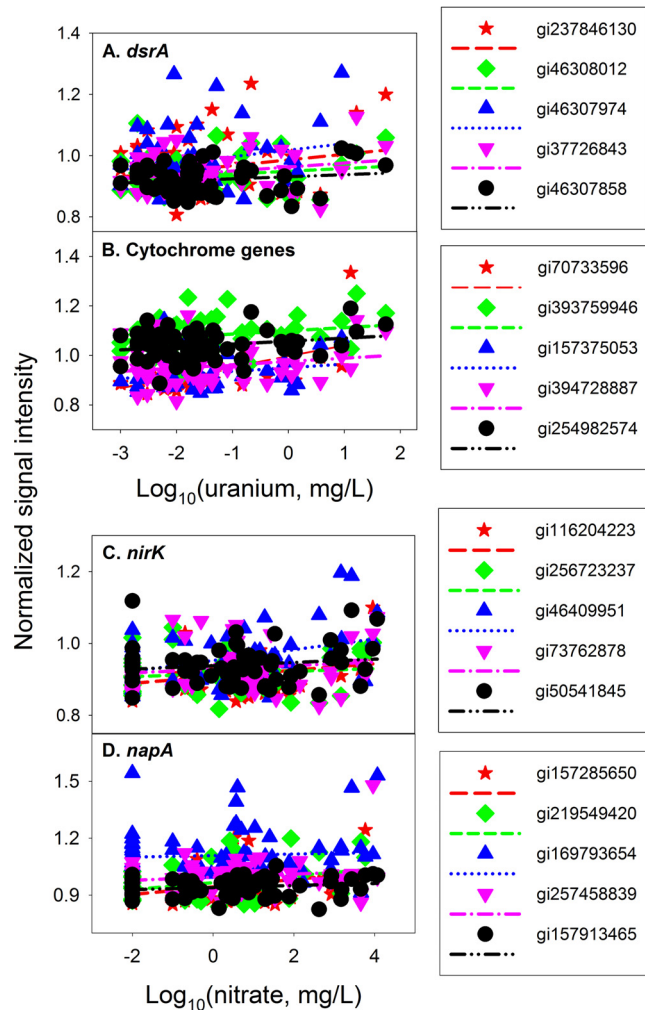 Normalized signal intensity
A. dsrA
1.4
1.2
1.0
0.8
gi237846130
gi46308012
gi46307974
gi37726843
gi46307858
B. Cytochrome genes
1.4
1.2
1.0
0.8
-3 -2 -1 0 1 2
Log10(uranium, mg/L)
gi70733596
gi393759946
gi157375053
gi394728887
gi254982574
C. nirK
1.2
1.0
0.8
gi116204223
gi256723237
gi46409951
gi73762878
gi50541845
D. napA
1.5
1.2
0.9
-2 0 2 4
Log10(nitrate, mg/L)
gi157285650
gi219549420
gi169793654
gi257458839
gi157913465